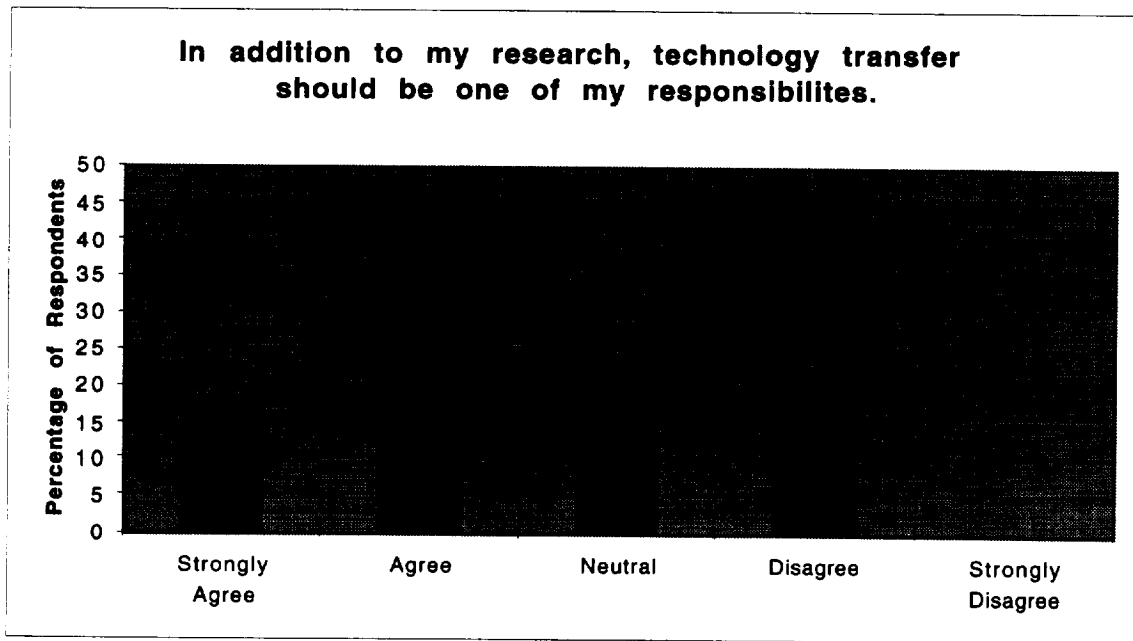 In addition to my research, technology transfer
should be one of my responsibilites.
Percentage of Respondents
50
45
40
35
30
25
20
15
10
5
0
Strongly
Agree
Agree
Neutral
Disagree
Strongly
Disagree